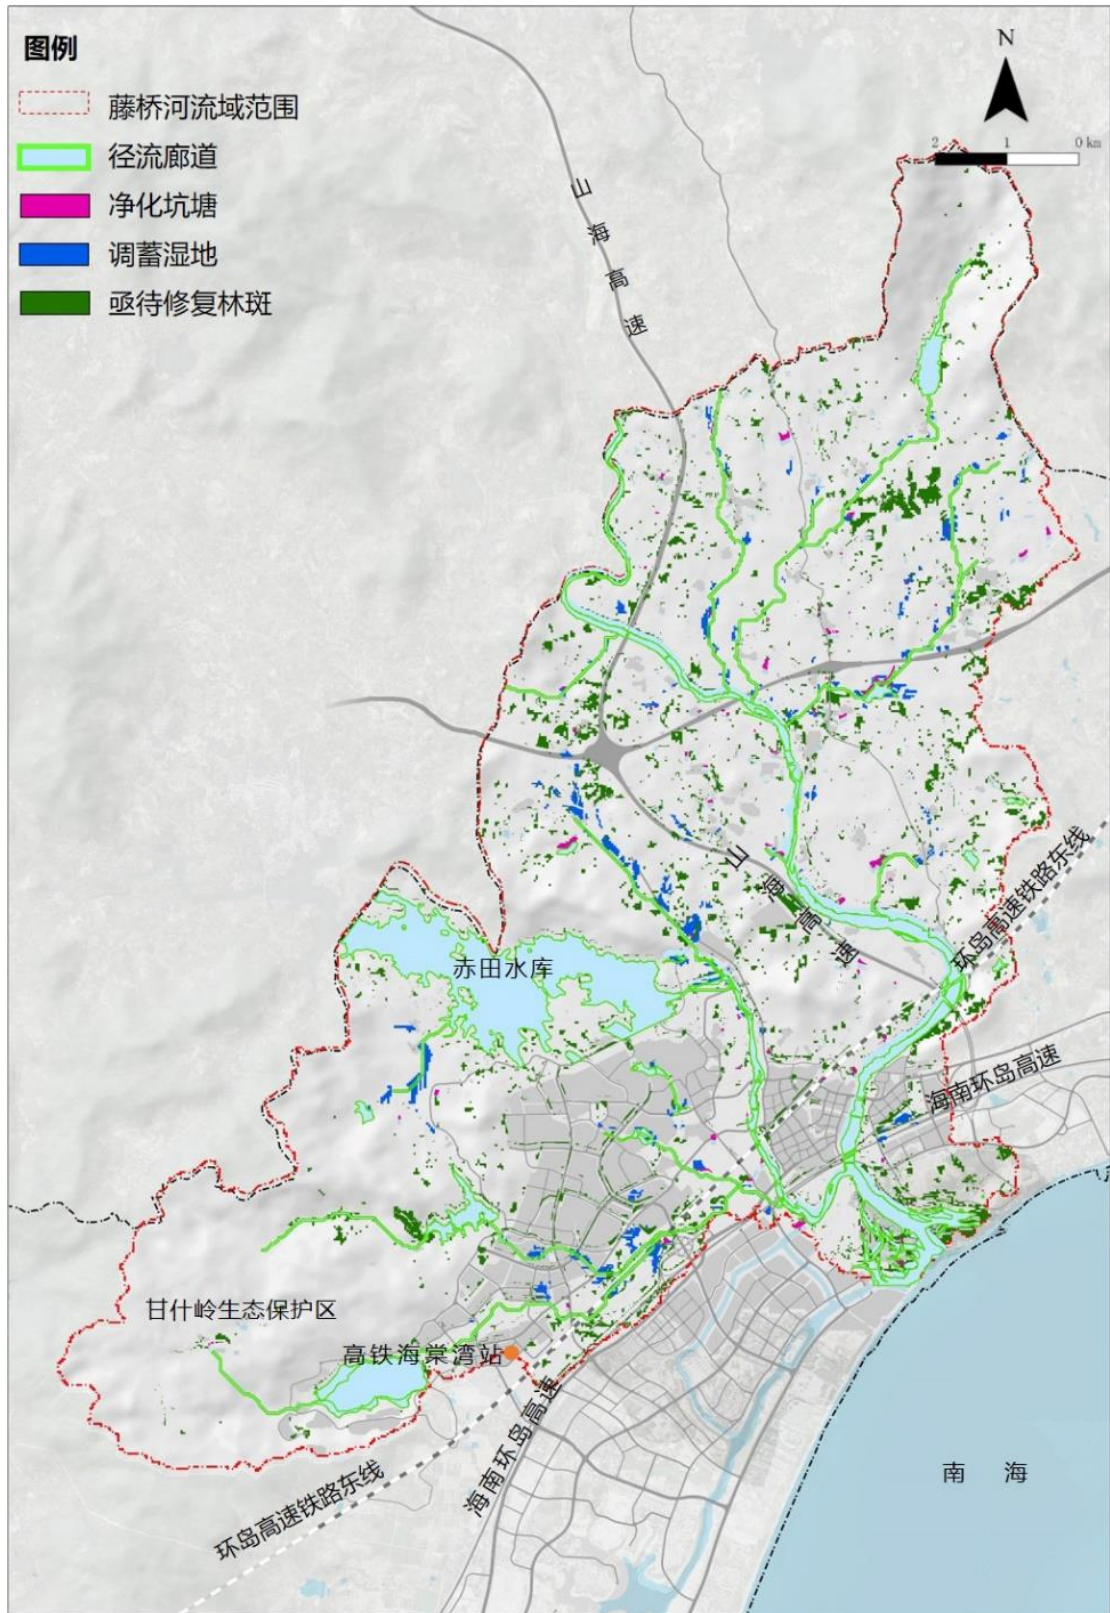 图例
藤桥河流域范围
径流廊道
净化坑塘
调蓄湿地
亟待修复林斑
N
2 1 0 km
山海高速
山海高速
环岛高速铁路东线
赤田水库
海南环岛高速
甘什岭生态保护区
高铁海棠湾站
海南环岛高速
环岛高速铁路东线
南 海